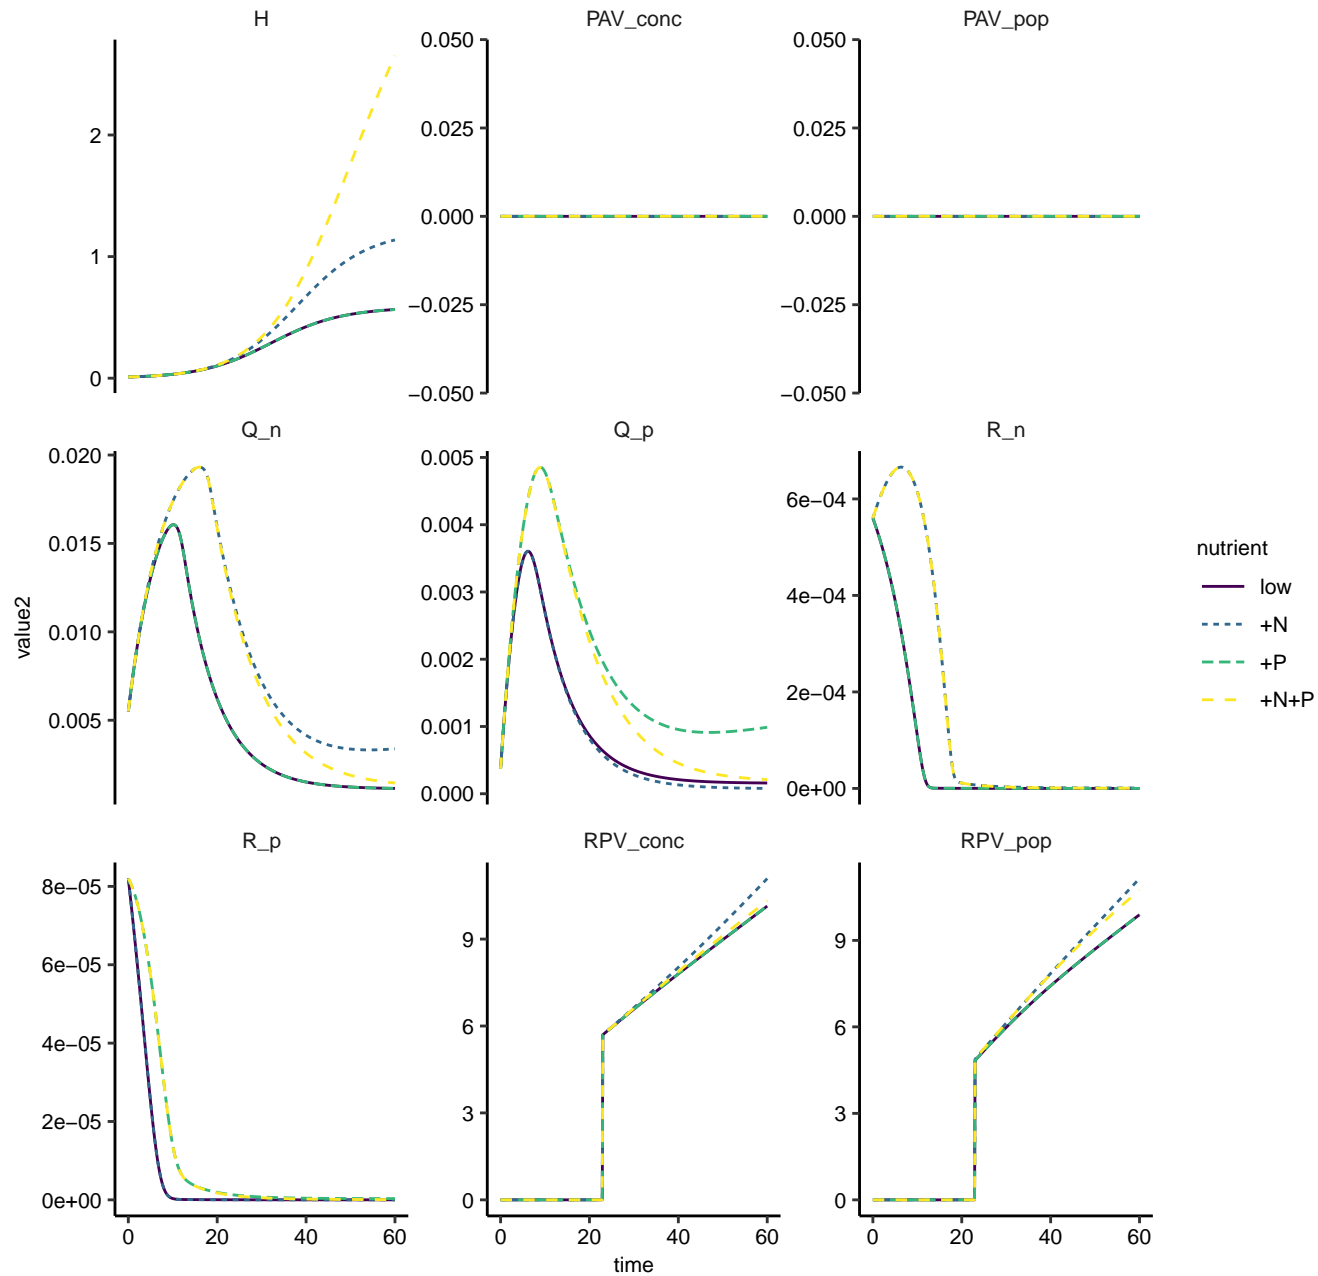 H
PAV_conc
PAV_pop
2
1
0
0.050
0.025
0.000
−0.025
−0.050
0.050
0.025
0.000
−0.025
−0.050
Q_n
Q_p
R_n
0.020
0.015
0.010
0.005
0.005
0.004
0.003
0.002
0.001
0.000
6e−04
4e−04
2e−04
0e+00
value2
nutrient
low
+N
+P
+N+P
R_p
RPV_conc
RPV_pop
8e−05
6e−05
4e−05
2e−05
0e+00
9
6
3
0
9
6
3
0
0 20 40 60
0 20 40 60
0 20 40 60
time